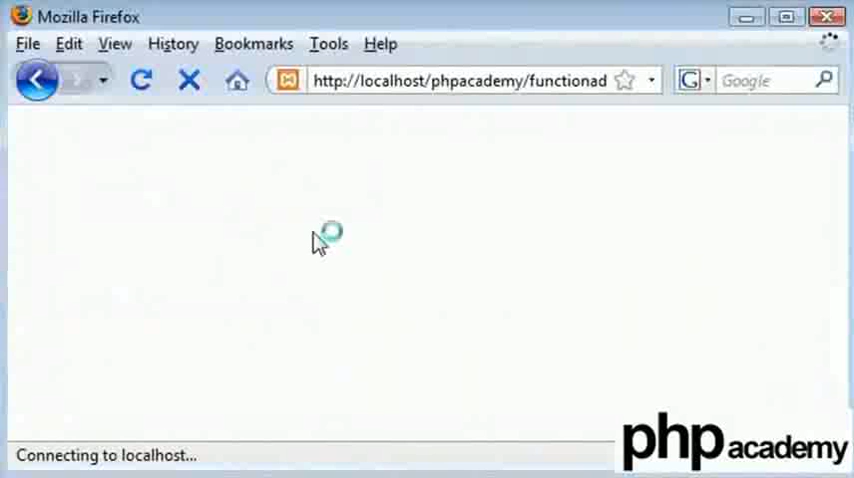 Mozilla Firefox
File Edit View History Bookmarks Tools Help
http://localhost/phpacademy/functionad
G Google
Connecting to localhost...
php academy